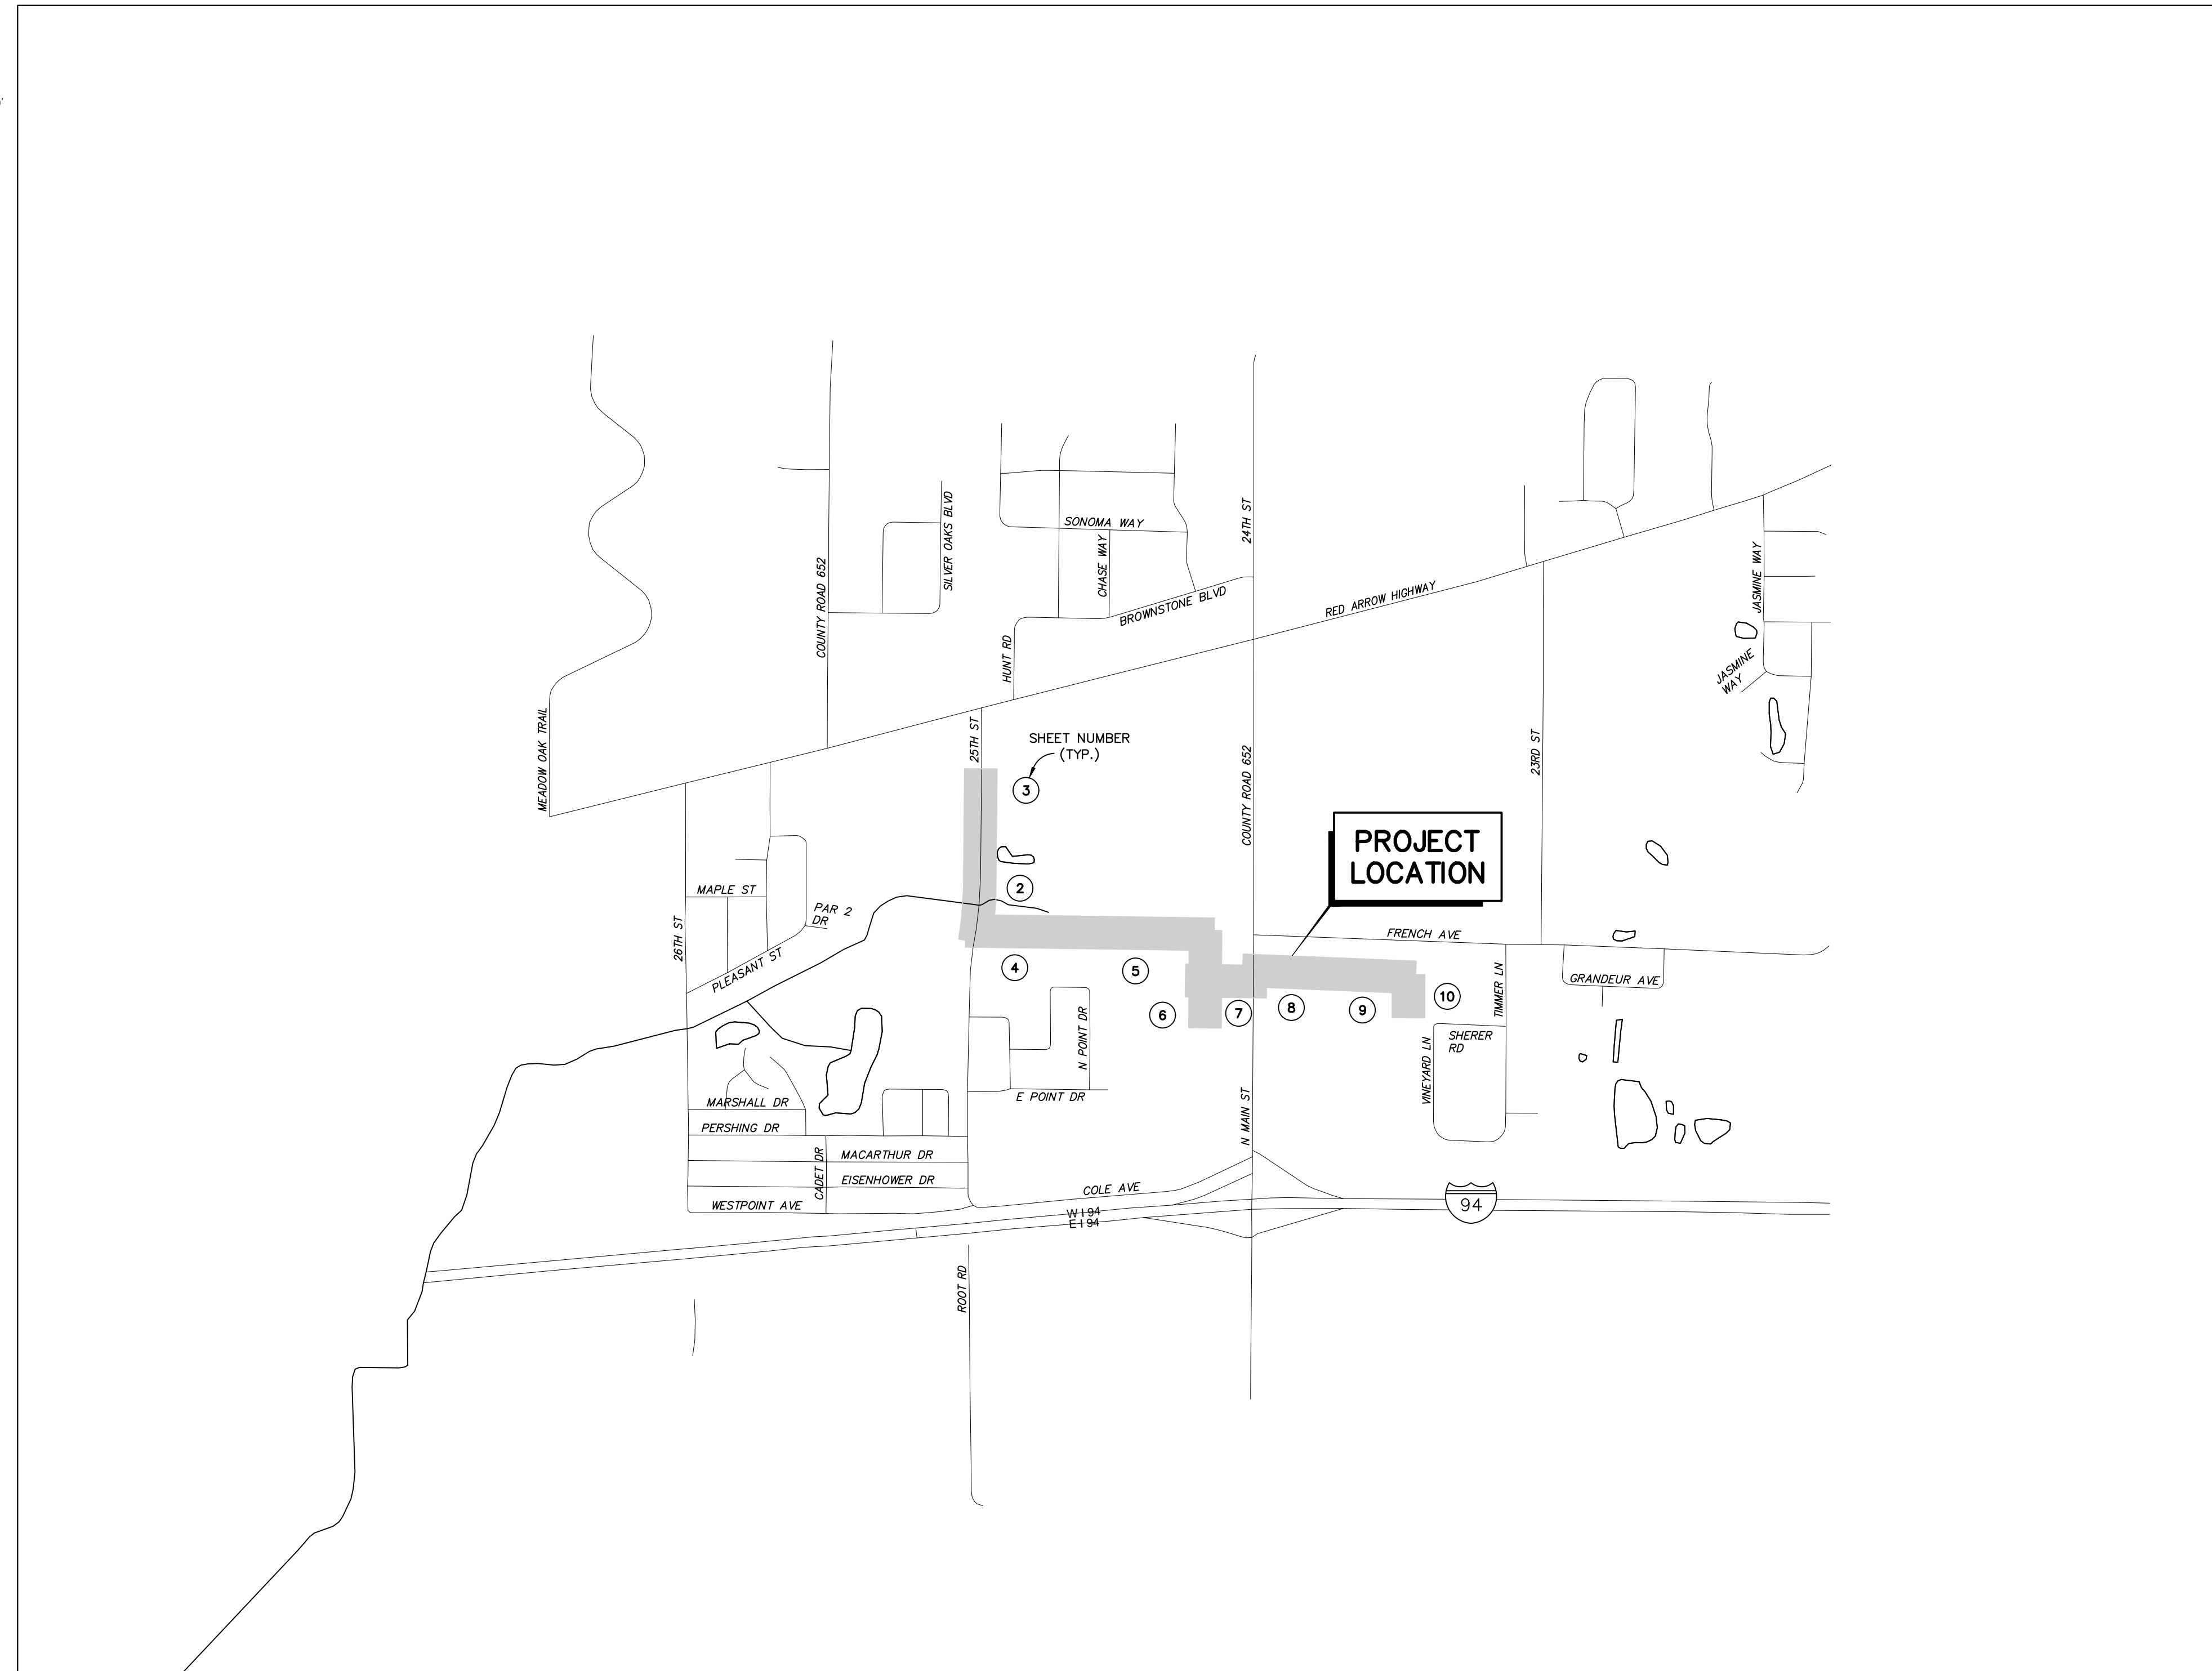 SILVER OAKS BLVD
24TH ST
SONOMA WAY
CHASE WAY
COUNTY ROAD 652
BROWNSTONE BLVD
RED ARROW HIGHWAY
JASMINE WAY
HUNT RD
JASMINE
WAY
MEADOW OAK TRAIL
25TH ST
SHEET NUMBER
(TYP.)
3
COUNTY ROAD 652
23RD ST
PROJECT
LOCATION
MAPLE ST
2
PAR 2
DR
26TH ST
PLEASANT ST
FRENCH AVE
4
5
GRANDEUR AVE
TIMMER LN
6
7
8
9
10
N POINT DR
SHERER
RD
VINEYARD LN
MARSHALL DR
E POINT DR
PERSHING DR
N MAIN ST
CADET DR
MACARTHUR DR
EISENHOWER DR
COLE AVE
WESTPOINT AVE
W I 94
E I 94
94
ROOT RD